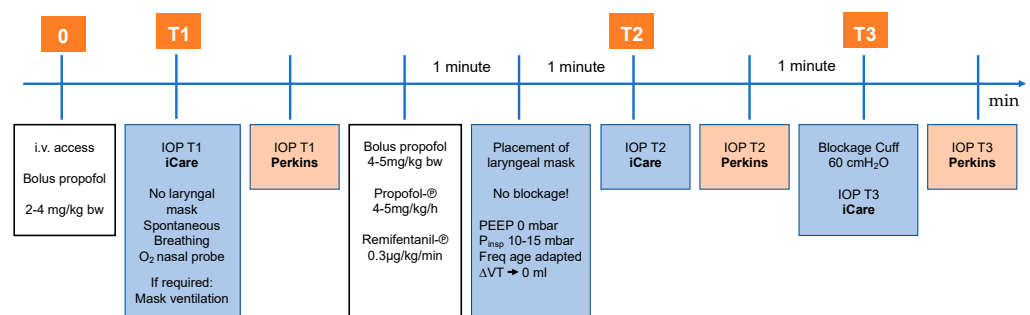 0
T1
T2
T3
1 minute
1 minute
1 minute
min
i.v. access
Bolus propofol
2-4 mg/kg bw
IOP T1
iCare
No laryngal
mask
Spontaneous
Breathing
O₂ nasal probe
If required:
Mask ventilation
IOP T1
Perkins
Bolus propofol
4-5mg/kg bw
Propofol-℗
4-5mg/kg/h
Remifentanil-℗
0.3µg/kg/min
Placement of
laryngeal mask
No blockage!
PEEP 0 mbar
Pinsp 10-15 mbar
Freq age adapted
ΔVT → 0 ml
IOP T2
iCare
IOP T2
Perkins
Blockage Cuff
60 cmH₂O
IOP T3
iCare
IOP T3
Perkins